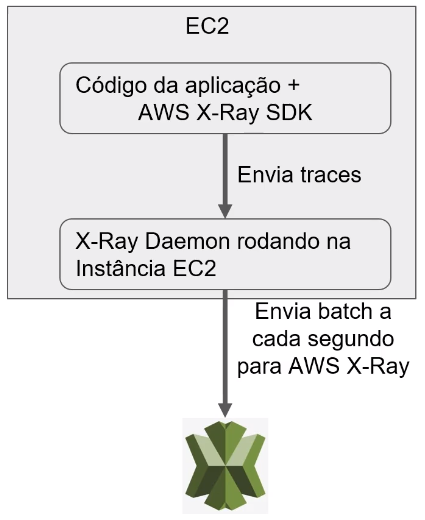 EC2
Código da aplicação +
AWS X-Ray SDK
Envia traces
X-Ray Daemon rodando na
Instância EC2
Envia batch a
cada segundo
para AWS X-Ray